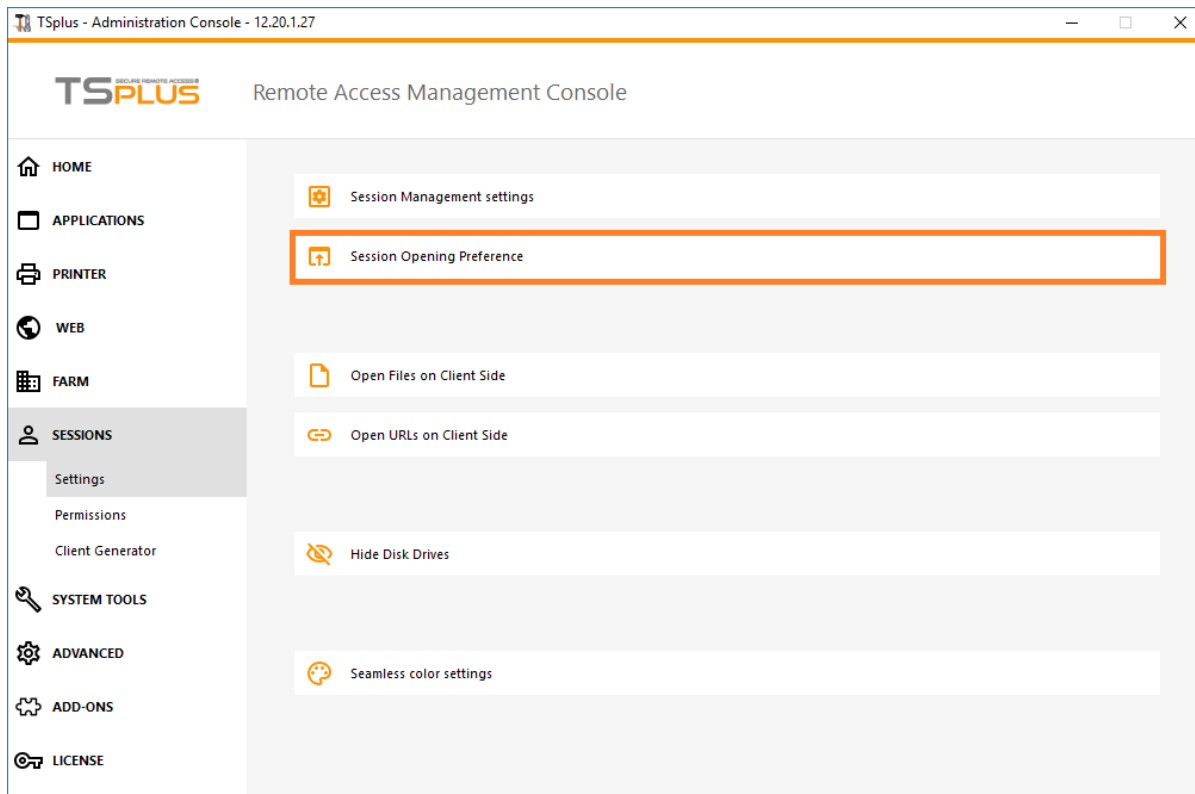 TSplus - Administration Console - 12.20.1.27
SECURE REMOTE ACCESS®
TSPLUS
Remote Access Management Console
HOME
APPLICATIONS
PRINTER
WEB
FARM
SESSIONS
Settings
Permissions
Client Generator
SYSTEM TOOLS
ADVANCED
ADD-ONS
LICENSE
Session Management settings
Session Opening Preference
Open Files on Client Side
Open URLs on Client Side
Hide Disk Drives
Seamless color settings